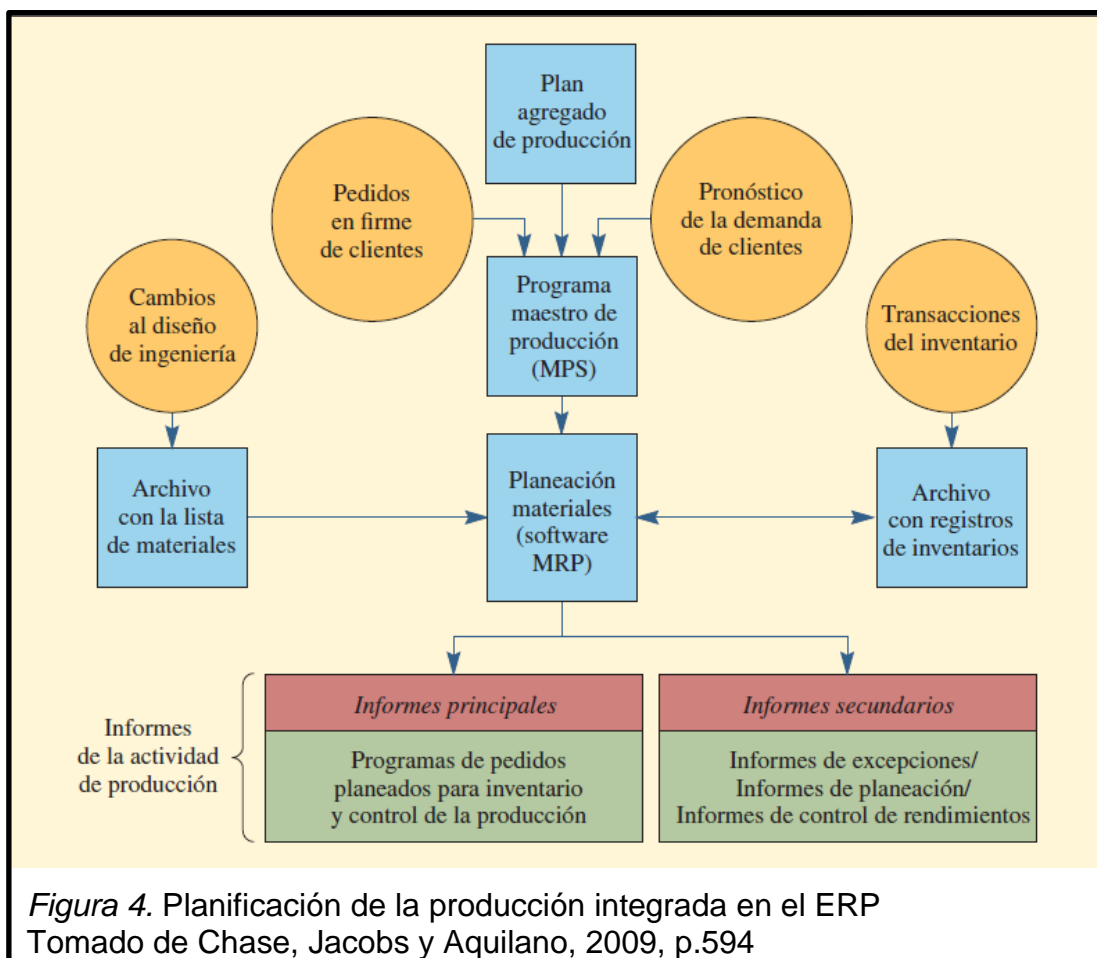 Plan
agregado
de producción
Pedidos
en firme
de clientes
Pronóstico
de la demanda
de clientes
Cambios
al diseño
de ingeniería
Programa
maestro de
producción
(MPS)
Transacciones
del inventario
Archivo
con la lista
de materiales
Planeación
materiales
(software
MRP)
Archivo
con registros
de inventarios
Informes
de la actividad
de producción
Informes principales
Programas de pedidos
planeados para inventario
y control de la producción
Informes secundarios
Informes de excepciones/
Informes de planeación/
Informes de control de rendimientos
Figura 4. Planificación de la producción integrada en el ERP
Tomado de Chase, Jacobs y Aquilano, 2009, p.594